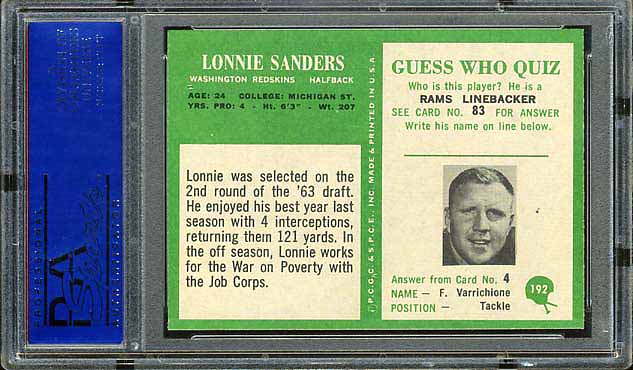 LONNIE SANDERS
WASHINGTON REDSKINS HALFBACK
AGE: 24 COLLEGE: MICHIGAN ST.
YRS. PRO: 4 - Ht. 6'3" - Wt. 207
Lonnie was selected on the
2nd round of the '63 draft.
He enjoyed his best year last
season with 4 interceptions,
returning them 121 yards. In
the off season, Lonnie works
for the War on Poverty with
the Job Corps.
© P.C.G.C. & S.P.C.E., INC. MADE & PRINTED IN U.S.A.
GUESS WHO QUIZ
Who is this player? He is a
RAMS LINEBACKER
SEE CARD NO. 83 FOR ANSWER
Write his name on line below.
Answer from Card No. 4
NAME — F. Varrichione
POSITION — Tackle
192
PSA
PROFESSIONAL